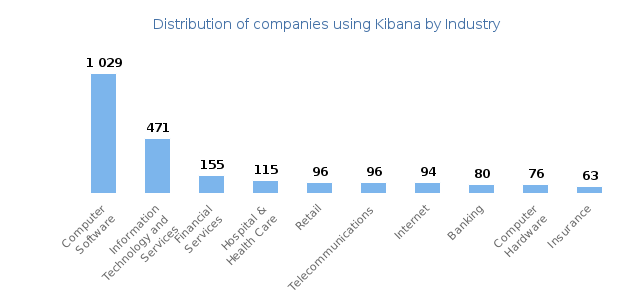 Distribution of companies using Kibana by Industry
1 029
471
155
115
96
96
94
80
76
63
Computer
Software
Information
Technology and
Services
Financial
Services
Hospital &
Health Care
Retail
Telecommunications
Internet
Banking
Computer
Hardware
Insurance